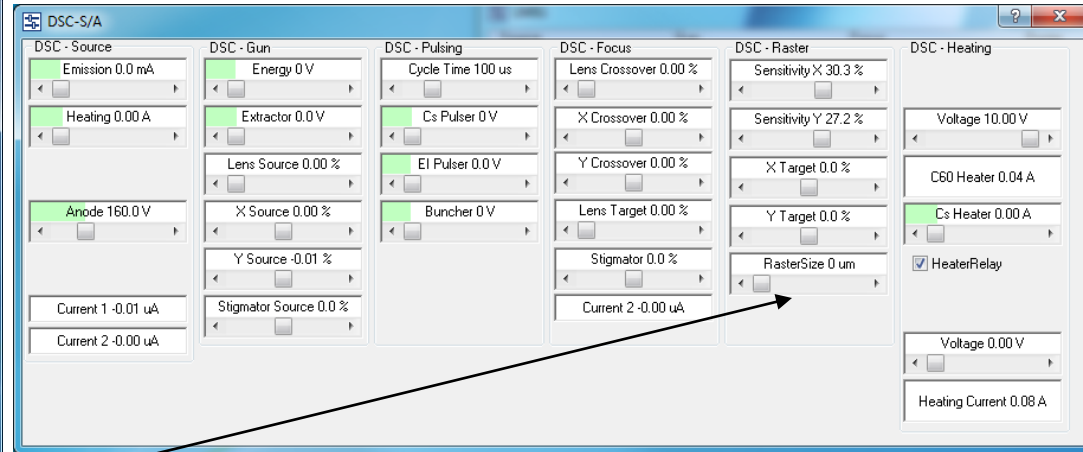 DSC-S/A
DSC - Source
Emission 0.0 mA
Heating 0.00 A
Anode 160.0 V
Current 1 -0.01 uA
Current 2 -0.00 uA
DSC - Gun
Energy 0 V
Extractor 0.0 V
Lens Source 0.00 %
X Source 0.00 %
Y Source -0.01 %
Stigmator Source 0.0 %
DSC - Pulsing
Cycle Time 100 us
Cs Pulser 0 V
EI Pulser 0.0 V
Buncher 0 V
DSC - Focus
Lens Crossover 0.00 %
X Crossover 0.00 %
Y Crossover 0.00 %
Lens Target 0.00 %
Stigmator 0.0 %
Current 2 -0.00 uA
DSC - Raster
Sensitivity X 30.3 %
Sensitivity Y 27.2 %
X Target 0.0 %
Y Target 0.0 %
RasterSize 0 um
DSC - Heating
Voltage 10.00 V
C60 Heater 0.04 A
Cs Heater 0.00 A
HeaterRelay
Voltage 0.00 V
Heating Current 0.08 A